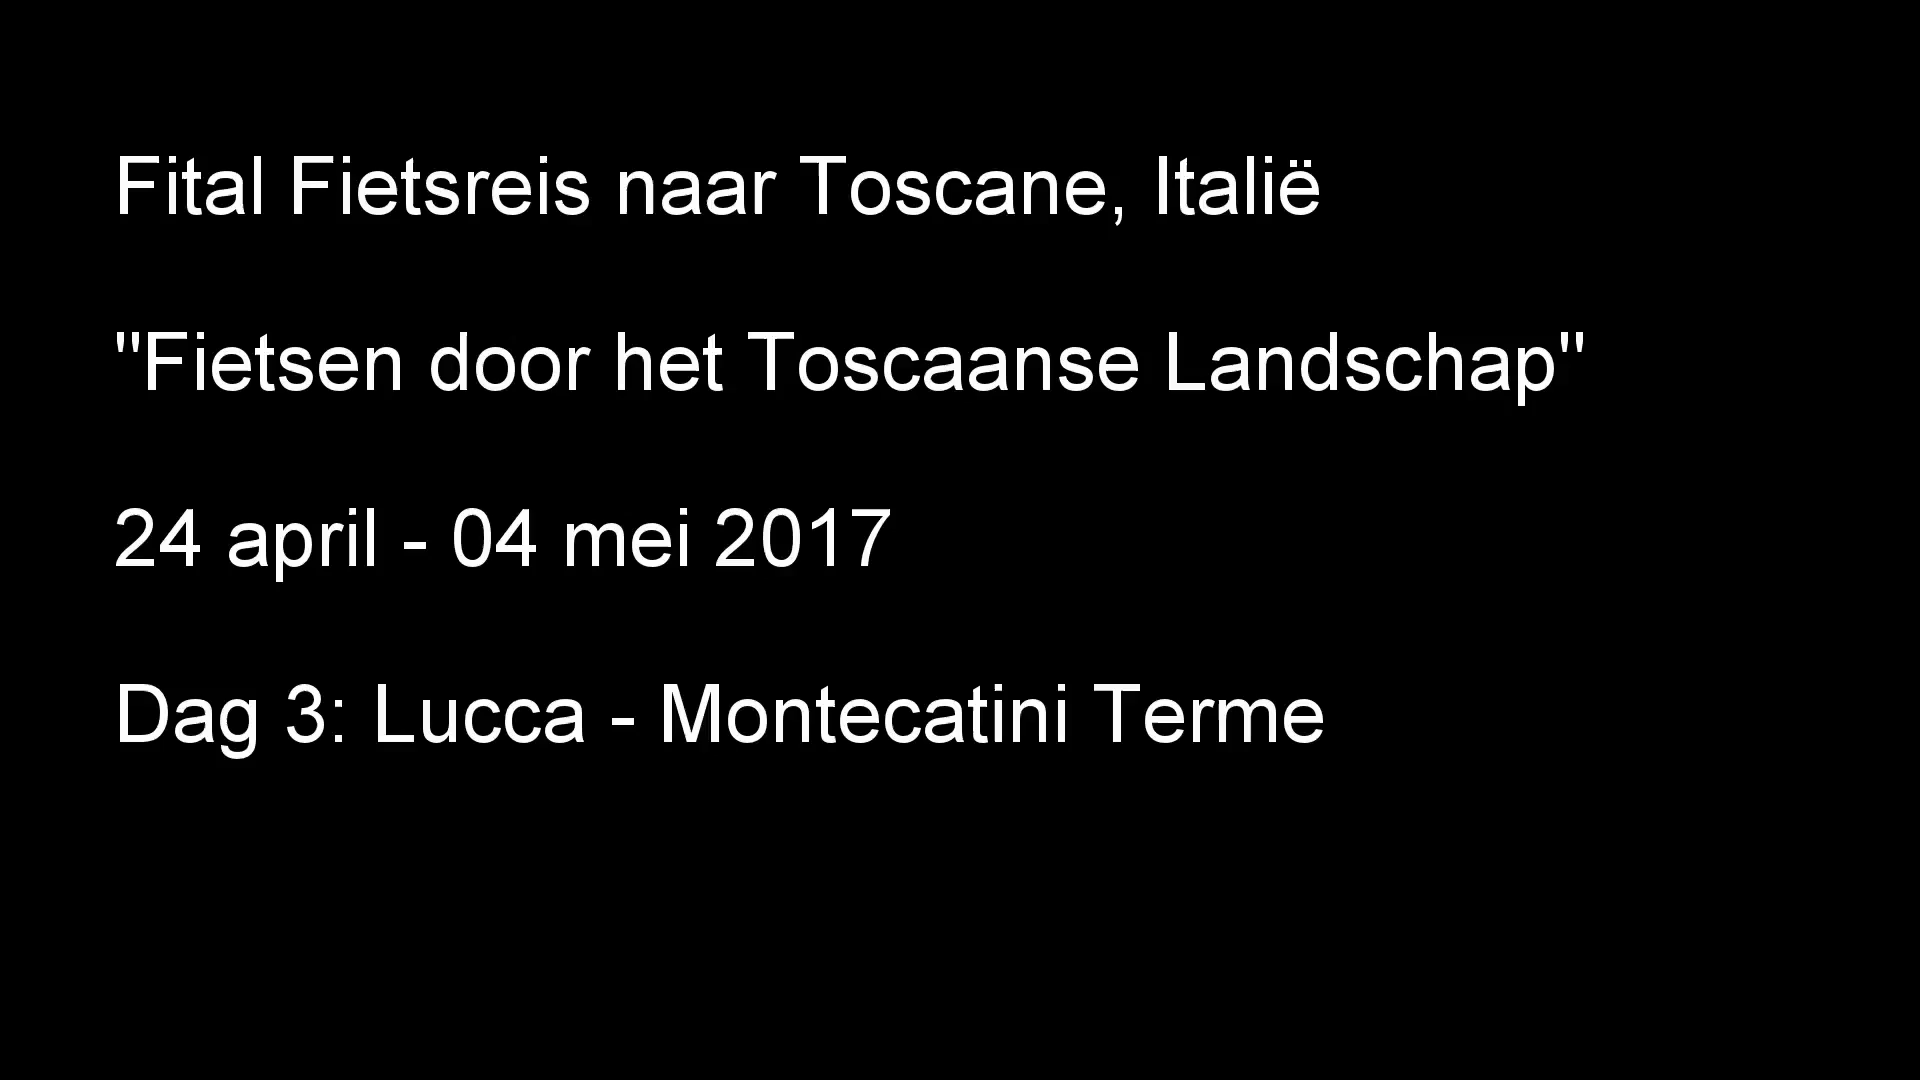 Fital Fietsreis naar Toscane, Italië
"Fietsen door het Toscaanse Landschap"
24 april - 04 mei 2017
Dag 3: Lucca - Montecatini Terme